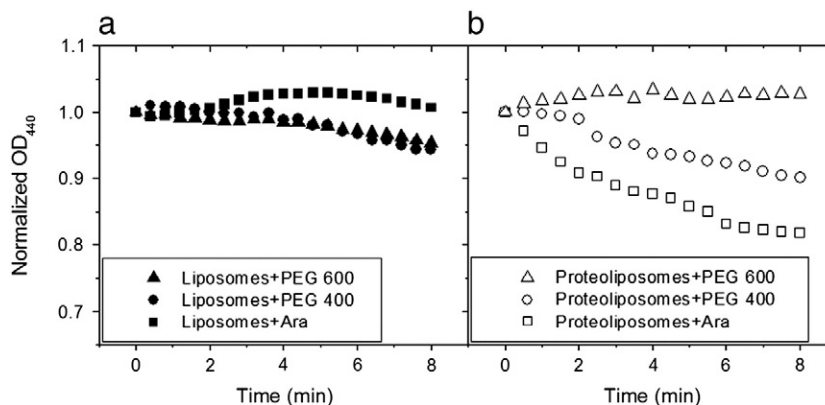 a
b
Normalized OD440
1.1
1.0
0.9
0.8
0.7
Liposomes+PEG 600
Liposomes+PEG 400
Liposomes+Ara
Proteoliposomes+PEG 600
Proteoliposomes+PEG 400
Proteoliposomes+Ara
0 2 4 6 8
0 2 4 6 8
Time (min)
Time (min)